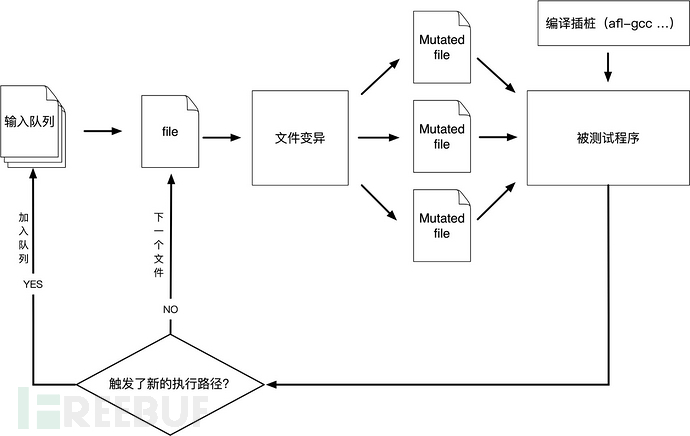 编译插桩（afl-gcc …）
Mutated
file
输入队列
file
文件变异
Mutated
file
被测试程序
Mutated
file
加入队列
YES
下一个文件
NO
触发了新的执行路径?
FREEBUF